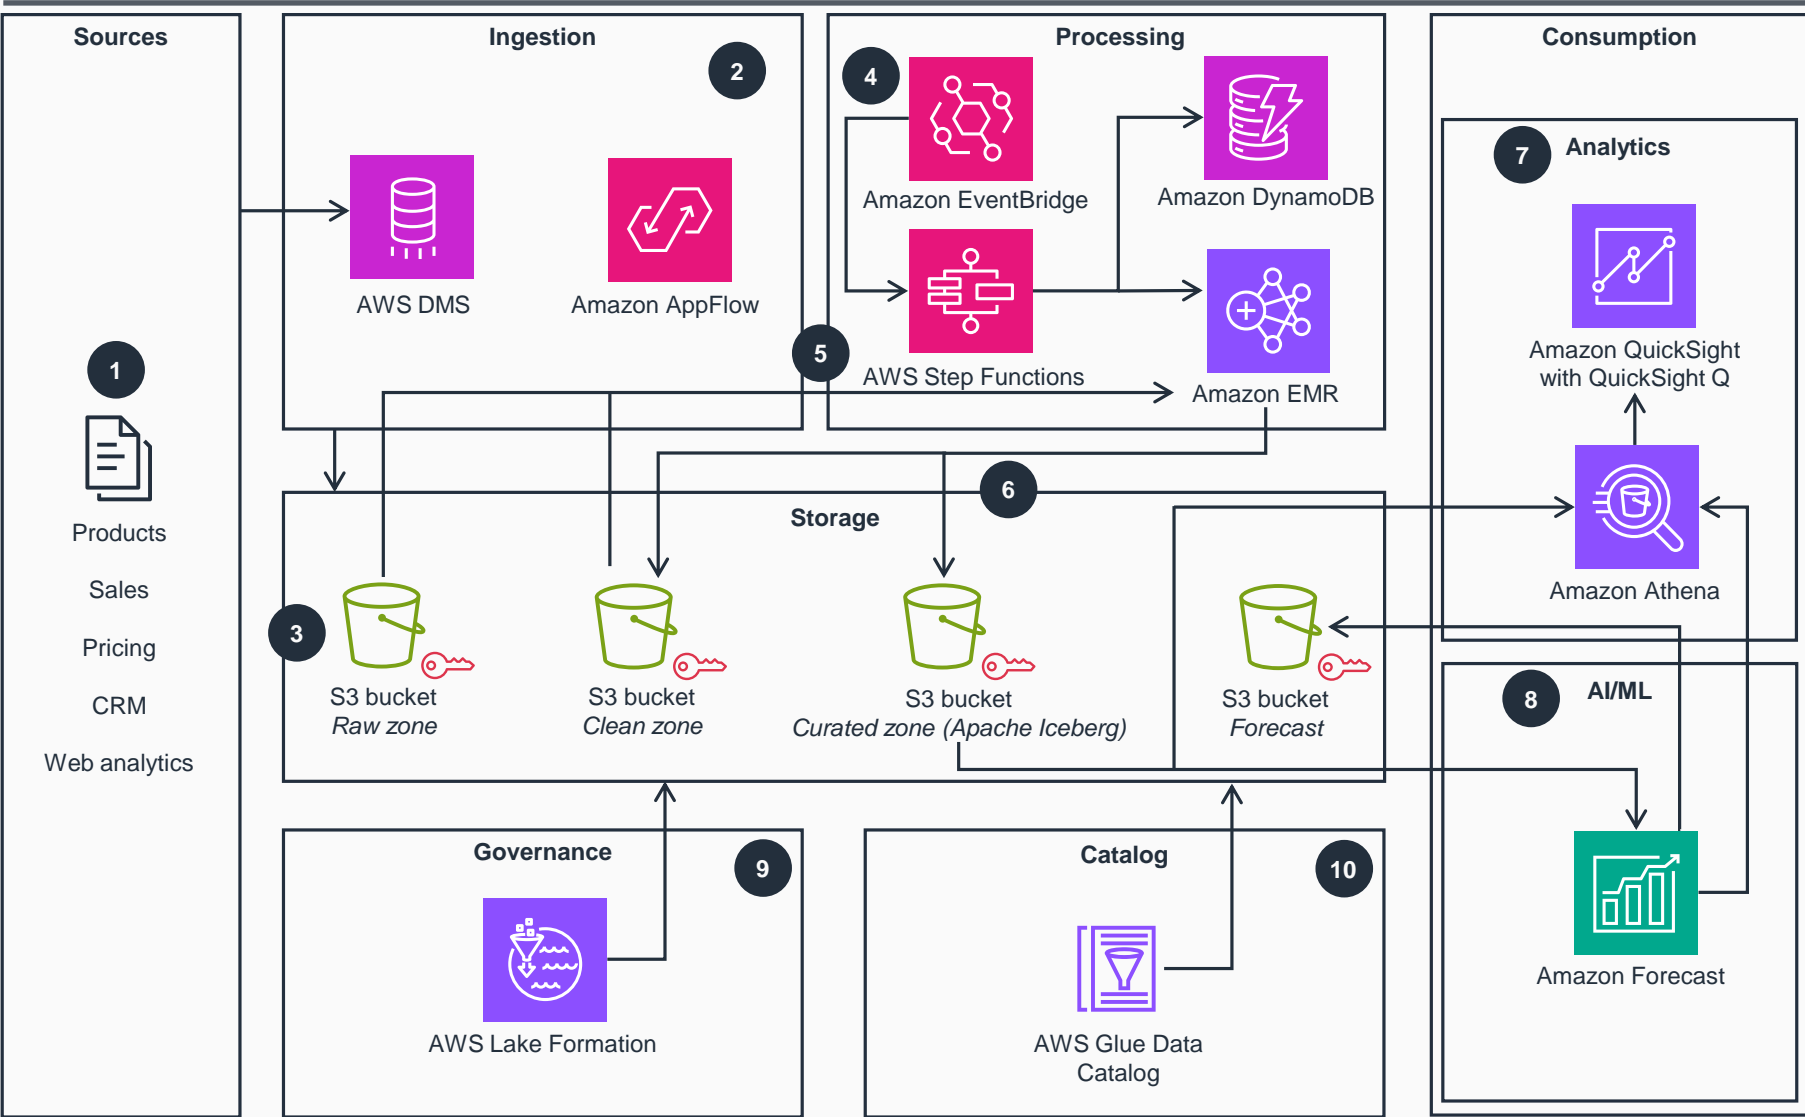 Sources
1
Products
Sales
Pricing
CRM
Web analytics
Ingestion
2
AWS DMS
Amazon AppFlow
Processing
4
Amazon EventBridge
Amazon DynamoDB
5
AWS Step Functions
Amazon EMR
6
Storage
3
S3 bucket
Raw zone
S3 bucket
Clean zone
S3 bucket
Curated zone (Apache Iceberg)
S3 bucket
Forecast
Governance
9
AWS Lake Formation
Catalog
10
AWS Glue Data
Catalog
Consumption
7
Analytics
Amazon QuickSight
with QuickSight Q
Amazon Athena
8
AI/ML
Amazon Forecast